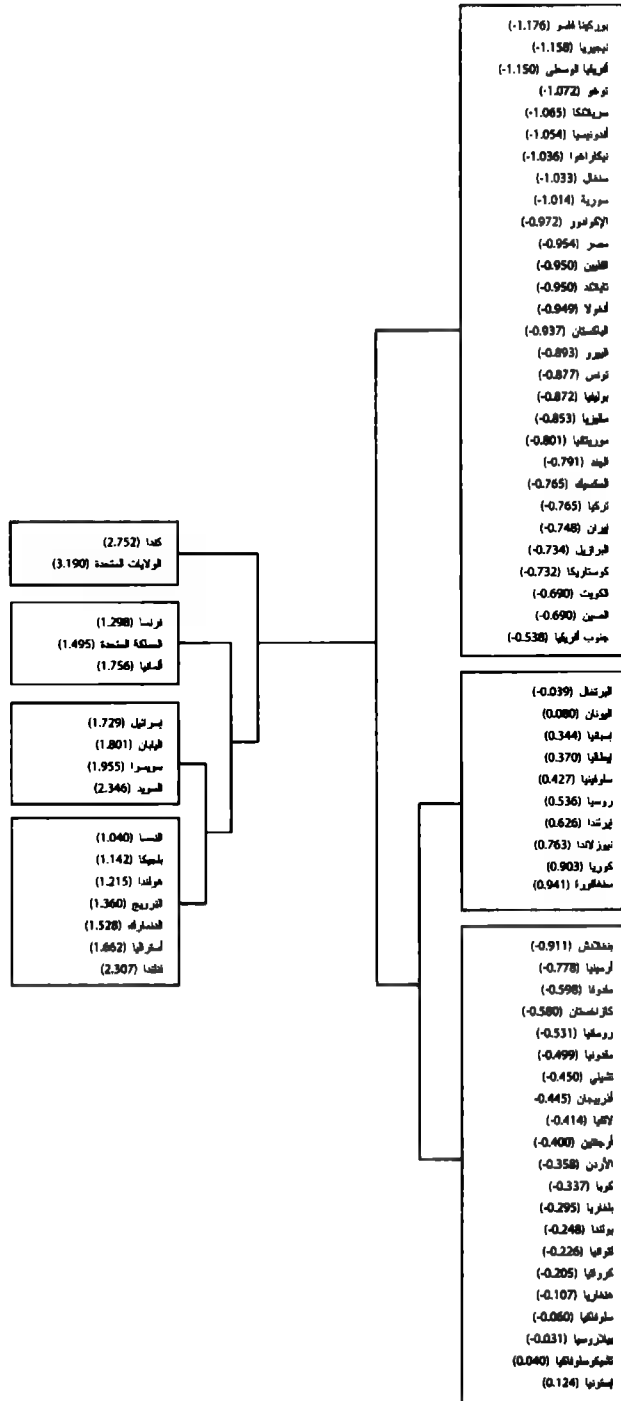 بوركينا فاسو (-1.176)
نيجيريا (-1.158)
أفريقيا الوسطى (-1.150)
توغو (-1.072)
سريلانكا (-1.065)
أندونيسيا (-1.054)
نيكاراغوا (-1.036)
سنغال (-1.033)
سورية (-1.014)
الإكوادور (-0.972)
مصر (-0.954)
الفلبين (-0.950)
تايلاند (-0.950)
أنغولا (-0.949)
الباكستان (-0.937)
البيرو (-0.893)
تونس (-0.877)
بوليفيا (-0.872)
ماليزيا (-0.853)
موريتانيا (-0.801)
الهند (-0.791)
المكسيك (-0.765)
تركيا (-0.765)
إيران (-0.748)
البرازيل (-0.734)
كوستاريكا (-0.732)
الكويت (-0.690)
الصين (-0.690)
جنوب أفريقيا (-0.538)
البرتغال (-0.039)
اليونان (0.080)
إسبانيا (0.344)
إيطاليا (0.370)
سلوفينيا (0.427)
روسيا (0.536)
إيرلندا (0.626)
نيوزلاندا (0.763)
كوريا (0.903)
سنغافورة (0.941)
بنغلادش (-0.911)
أرمينيا (-0.778)
ملدوفا (-0.598)
كازاخستان (-0.580)
رومانيا (-0.531)
مقدونيا (-0.499)
تشيلي (-0.450)
أذربيجان (-0.445
لاتفيا (-0.414)
أرجنتين (-0.400)
الأردن (-0.358)
كوبا (-0.337)
بلغاريا (-0.295)
بولندا (-0.248)
لتوانيا (-0.226)
كرواتيا (-0.205)
هنغاريا (-0.107)
سلوفاكيا (-0.060)
بيلاروسيا (-0.031)
تشيكوسلوفاكيا (0.040)
إستونيا (0.124)
كندا (2.752)
الولايات المتحدة (3.190)
فرنسا (1.298)
المملكة المتحدة (1.495)
ألمانيا (1.756)
إسرائيل (1.729)
اليابان (1.801)
سويسرا (1.955)
السويد (2.346)
النمسا (1.040)
بلجيكا (1.142)
هولندا (1.215)
النرويج (1.360)
الدنمارك (1.528)
أستراليا (1.662)
فنلندا (2.307)